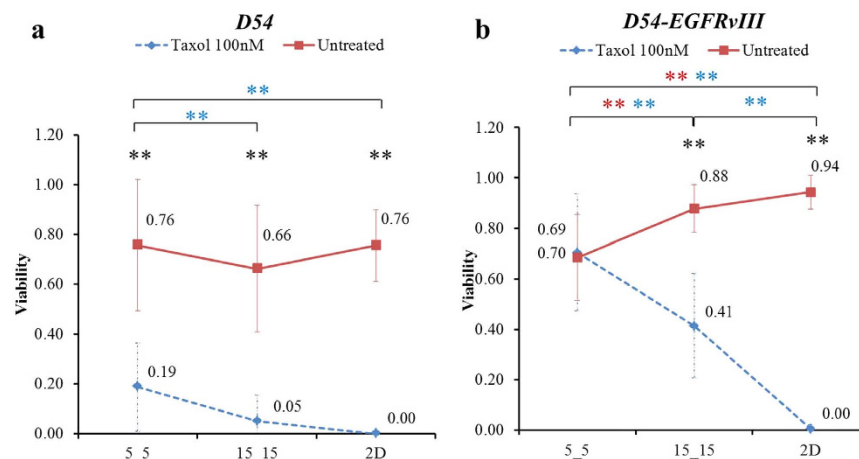 a
D54
Taxol 100nM
Untreated
**
**
** ** **
Viability
1.20
1.00
0.80
0.60
0.40
0.20
0.00
0.76
0.66
0.76
0.19
0.05
0.00
5_5
15_15
2D
b
D54-EGFRvIII
Taxol 100nM
Untreated
** **
** ** **
** **
Viability
1.20
1.00
0.80
0.60
0.40
0.20
0.00
0.69
0.70
0.88
0.94
0.41
0.00
5_5
15_15
2D